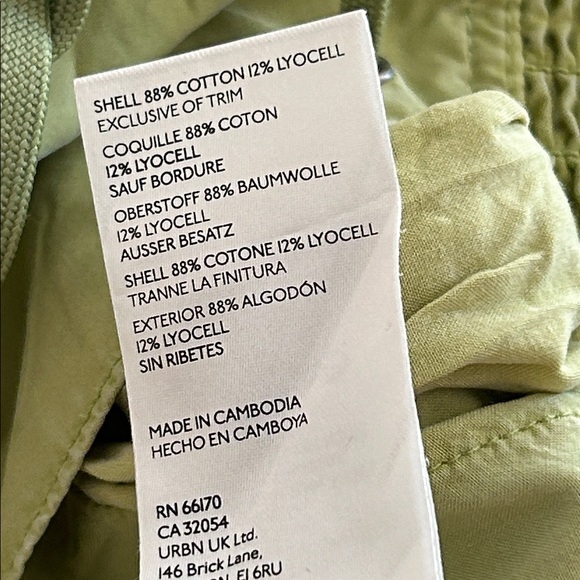 SHELL 88% COTTON 12% LYOCELL
EXCLUSIVE OF TRIM
COQUILLE 88% COTON
12% LYOCELL
SAUF BORDURE
OBERSTOFF 88% BAUMWOLLE
12% LYOCELL
AUSSER BESATZ
SHELL 88% COTONE 12% LYOCELL
TRANNE LA FINITURA
EXTERIOR 88% ALGODÓN
12% LYOCELL
SIN RIBETES
MADE IN CAMBODIA
HECHO EN CAMBOYA
RN 66170
CA 32054
URBN UK Ltd.
146 Brick Lane,
E1 6RU